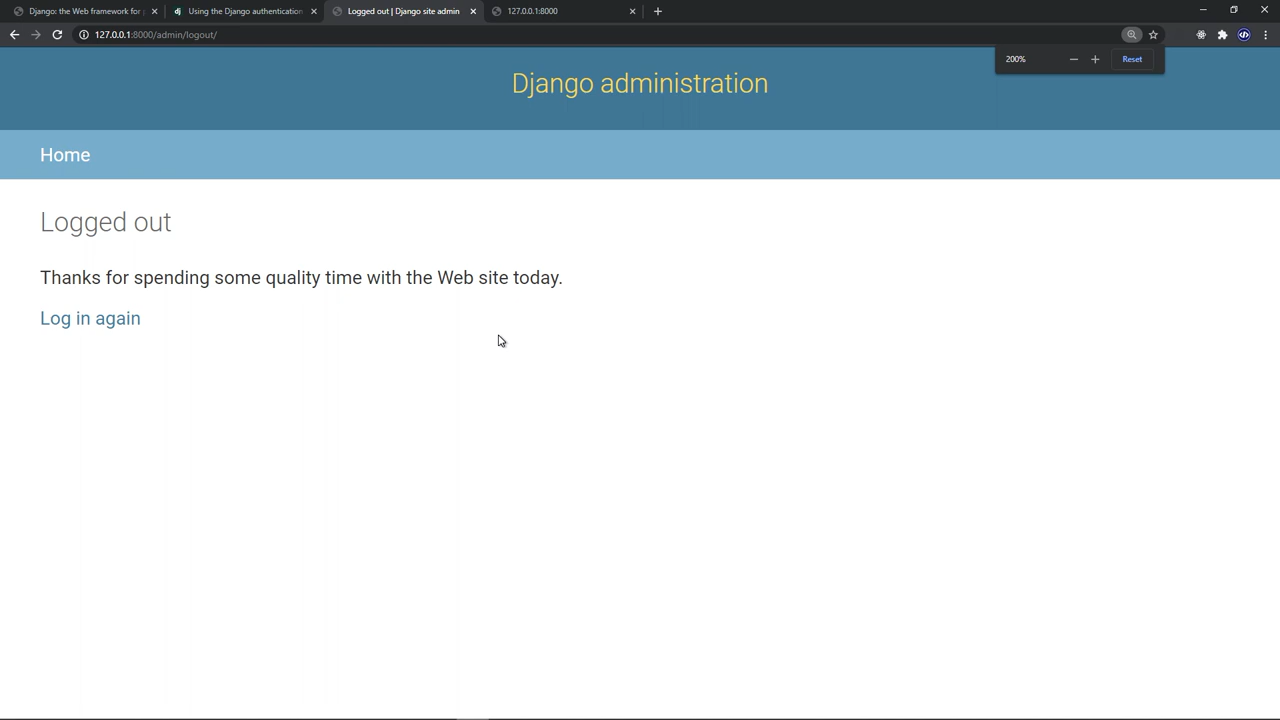 Django: the Web framework for
Using the Django authentication
Logged out | Django site admin
127.0.0.1:8000
127.0.0.1:8000/admin/logout/
200%
Reset
Django administration
Home
Logged out
Thanks for spending some quality time with the Web site today.
Log in again